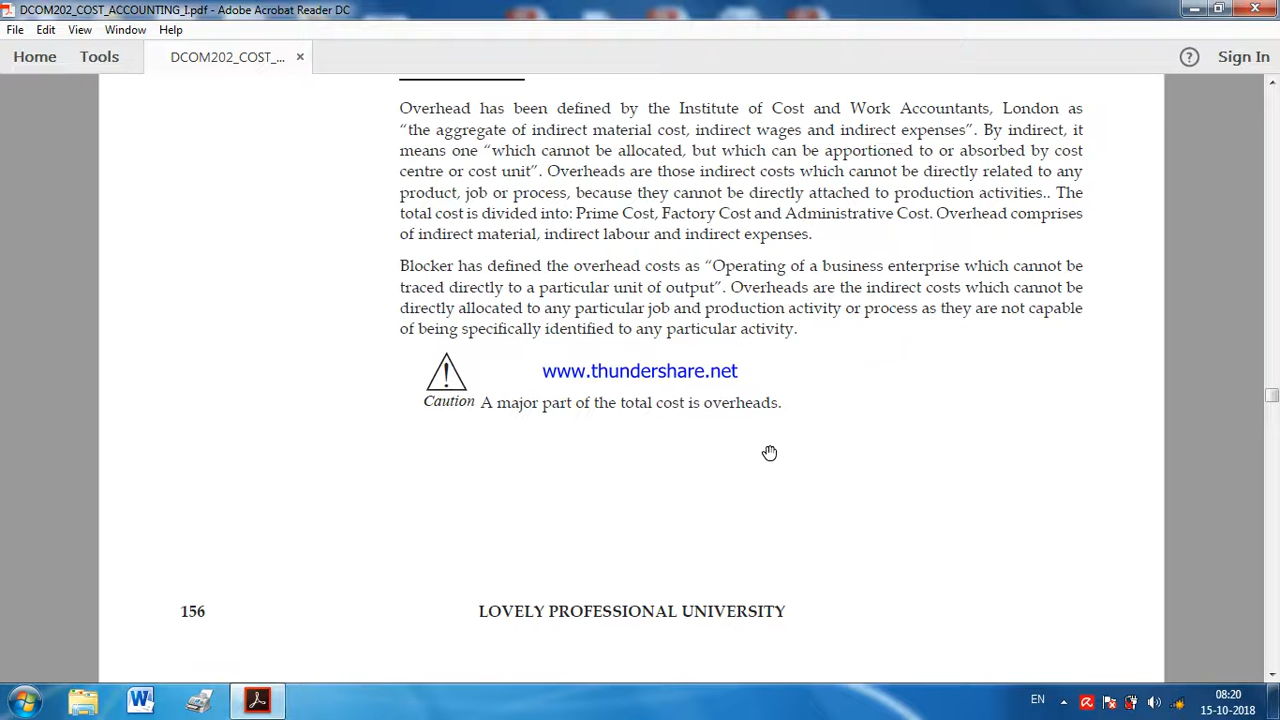 DCOM202_COST_ACCOUNTING_I.pdf - Adobe Acrobat Reader DC
File Edit View Window Help
Home Tools DCOM202_COST_... × ? Sign In
Overhead has been defined by the Institute of Cost and Work Accountants, London as
“the aggregate of indirect material cost, indirect wages and indirect expenses”. By indirect, it
means one “which cannot be allocated, but which can be apportioned to or absorbed by cost
centre or cost unit”. Overheads are those indirect costs which cannot be directly related to any
product, job or process, because they cannot be directly attached to production activities.. The
total cost is divided into: Prime Cost, Factory Cost and Administrative Cost. Overhead comprises
of indirect material, indirect labour and indirect expenses.
Blocker has defined the overhead costs as “Operating of a business enterprise which cannot be
traced directly to a particular unit of output”. Overheads are the indirect costs which cannot be
directly allocated to any particular job and production activity or process as they are not capable
of being specifically identified to any particular activity.
www.thundershare.net
!
Caution A major part of the total cost is overheads.
156 LOVELY PROFESSIONAL UNIVERSITY
W EN 08:20
15-10-2018